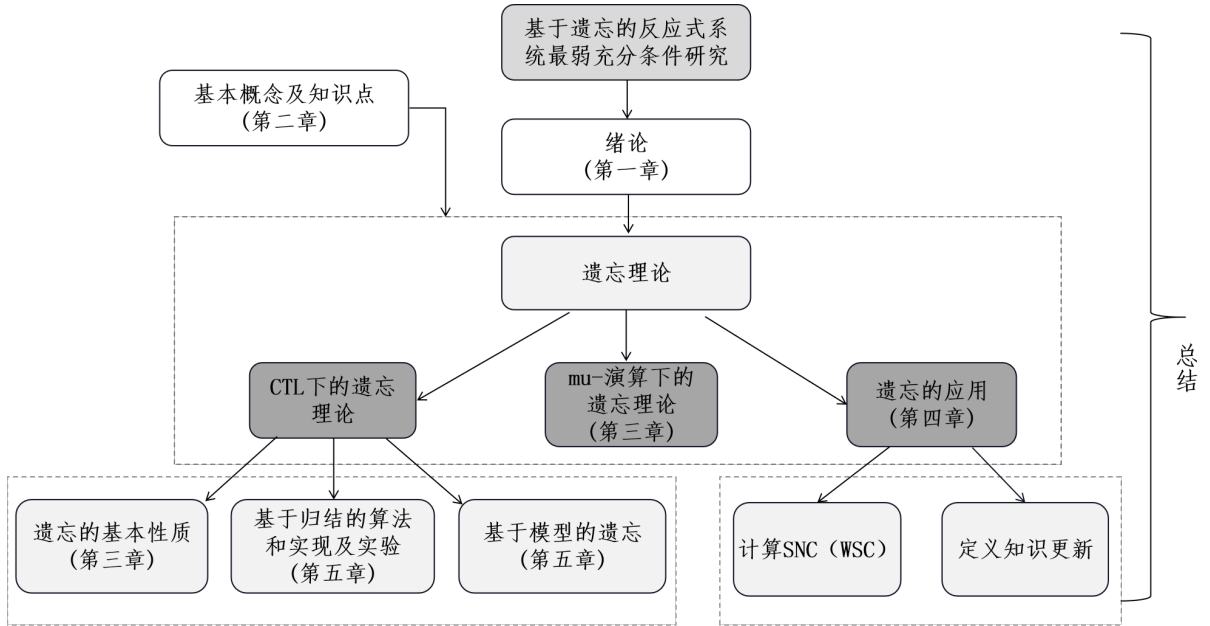 基于遗忘的反应式系
统最弱充分条件研究
基本概念及知识点
(第二章)
绪论
(第一章)
遗忘理论
CTL下的遗忘
理论
mu-演算下的
遗忘理论
(第三章)
遗忘的应用
(第四章)
遗忘的基本性质
(第三章)
基于归结的算法
和实现及实验
(第五章)
基于模型的遗忘
(第五章)
计算SNC（WSC）
定义知识更新
总
结